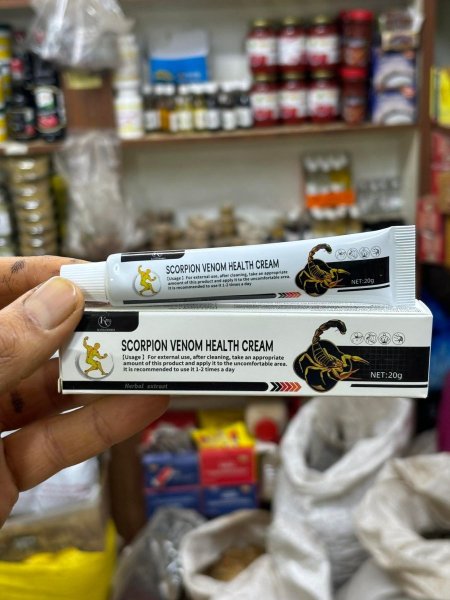 SCORPION VENOM HEALTH CREAM
[Usage] For external use, after cleaning, take an appropriate
amount of this product and apply it to the uncomfortable area.
It is recommended to use it 1-2 times a day
NET:20g
SCORPION VENOM HEALTH CREAM
[Usage] For external use, after cleaning, take an appropriate
amount of this product and apply it to the uncomfortable area.
It is recommended to use it 1-2 times a day
NET:20g
Herbal extract